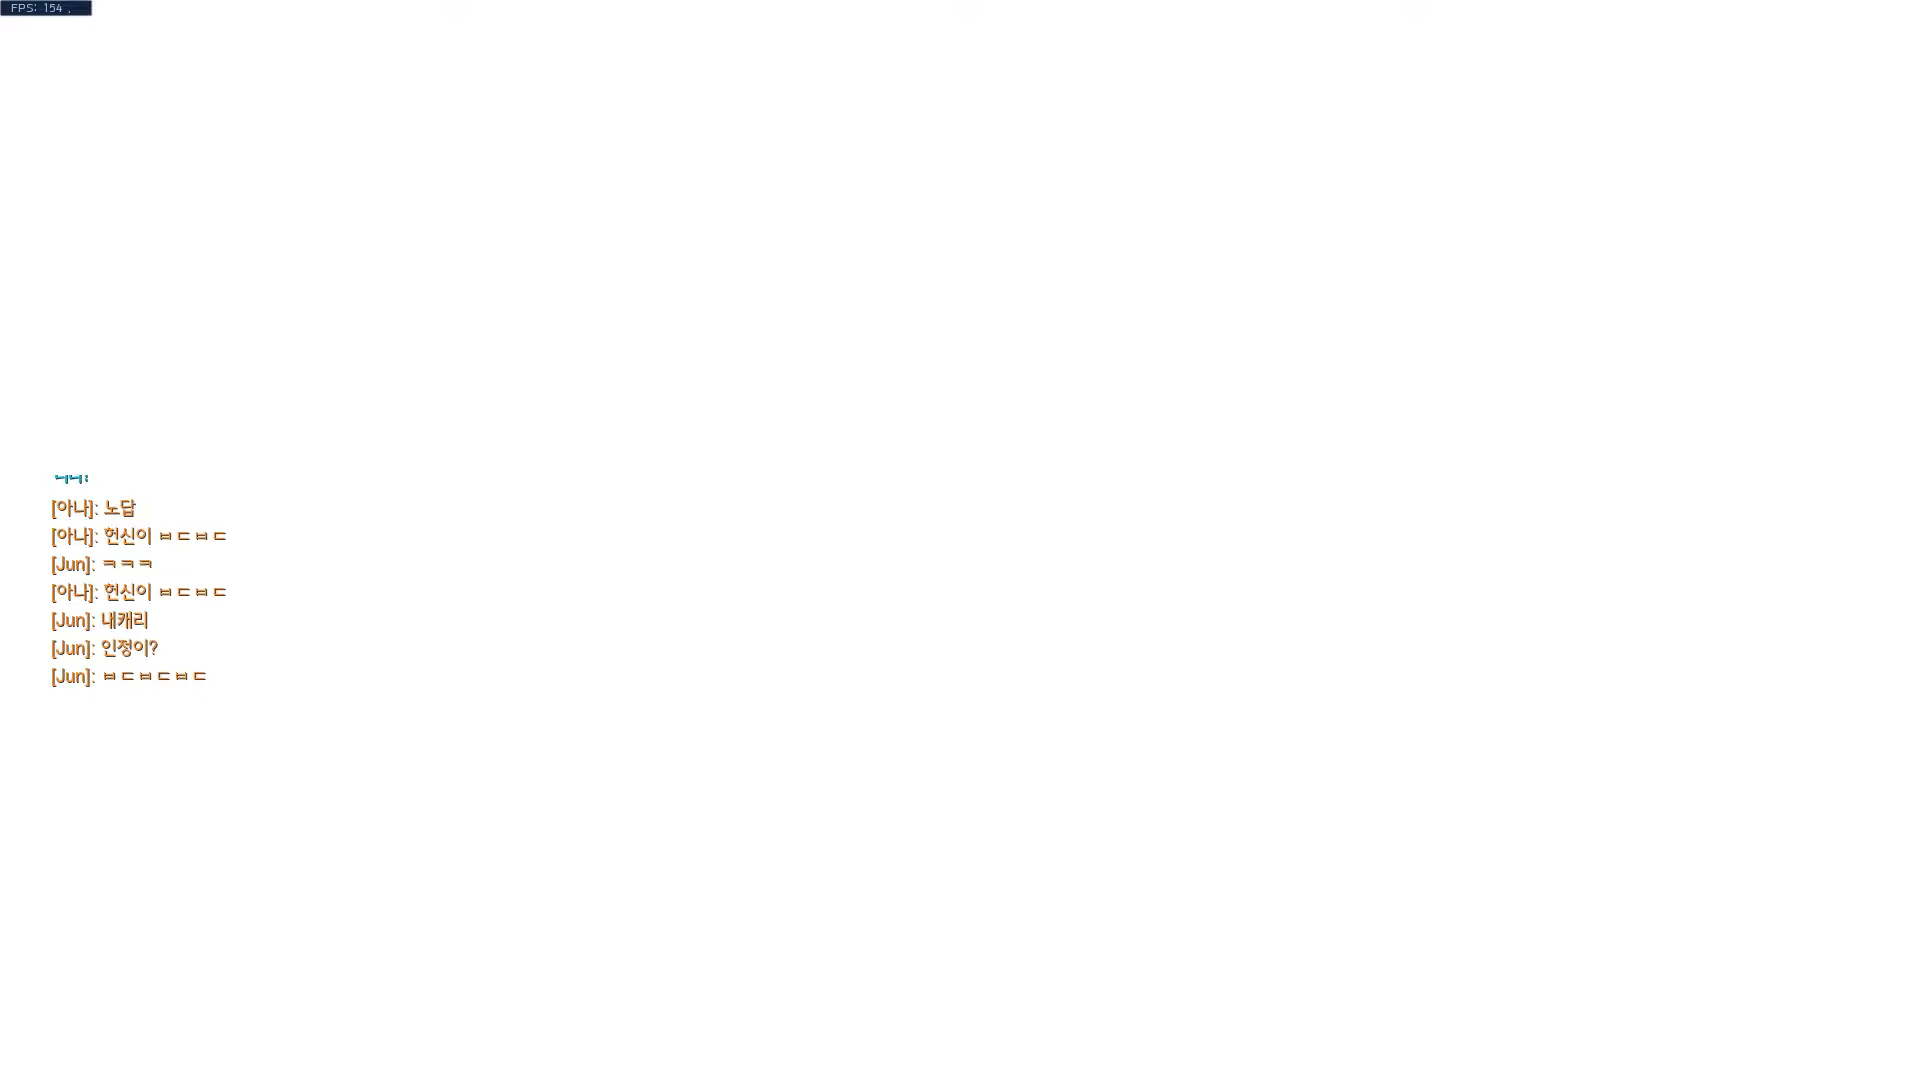 FPS: 154
[아나]: 노답
[아나]: 헌신이 ㅂㄷㅂㄷ
[Jun]: ㅋㅋㅋ
[아나]: 헌신이 ㅂㄷㅂㄷ
[Jun]: 내캐리
[Jun]: 인정이?
[Jun]: ㅂㄷㅂㄷㅂㄷ